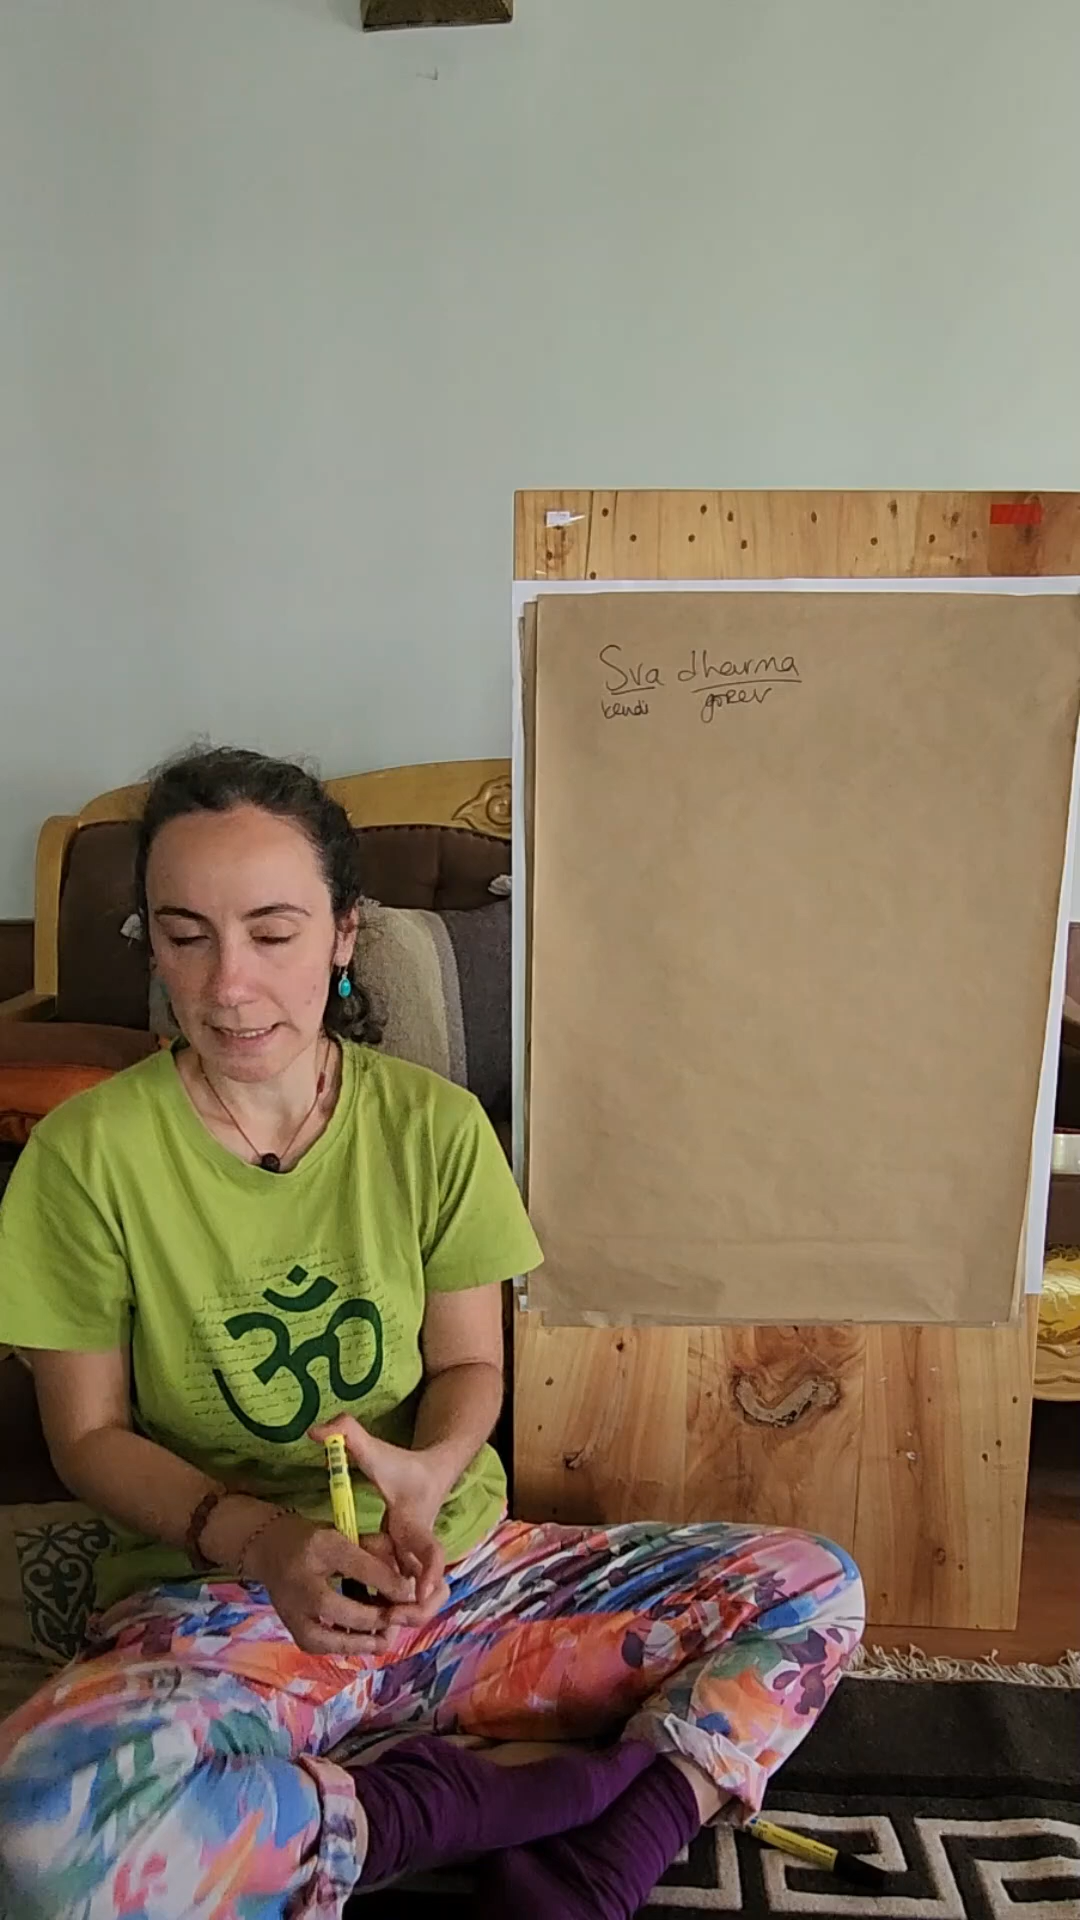 Sva dharma
kendi görev
ॐ